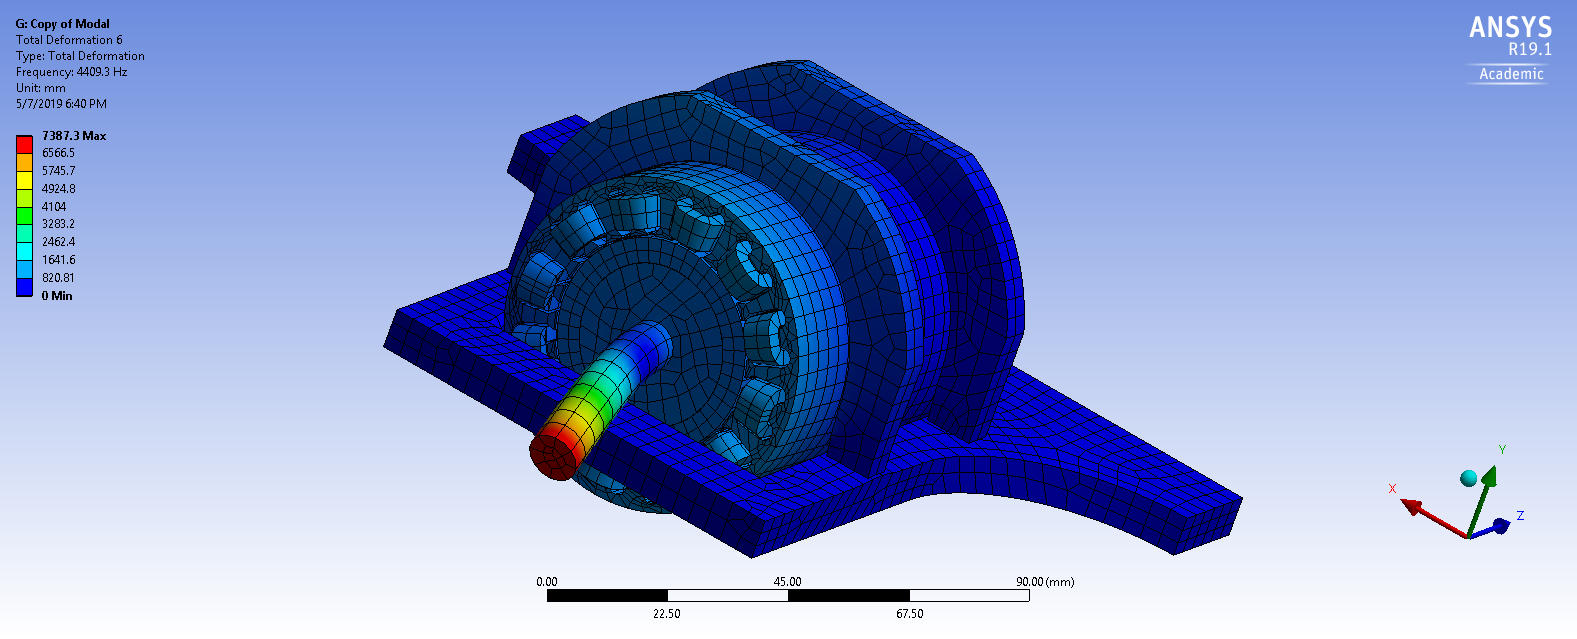 G: Copy of Modal
Total Deformation 6
Type: Total Deformation
Frequency: 4409.3 Hz
Unit: mm
5/7/2019 6:40 PM
7387.3 Max
6566.5
5745.7
4924.8
4104
3283.2
2462.4
1641.6
820.81
0 Min
ANSYS
R19.1
Academic
Y
X
Z
0.00 45.00 90.00 (mm)
22.50 67.50